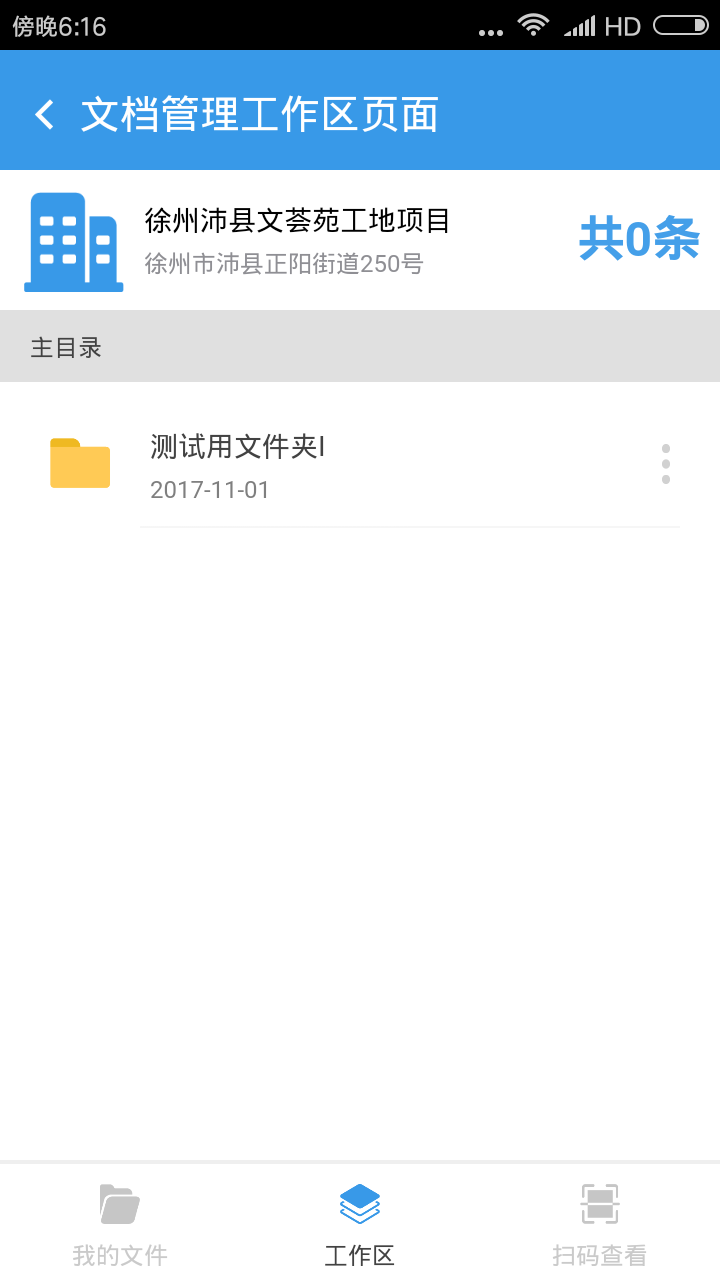 傍晚6:16
HD
文档管理工作区页面
徐州沛县文荟苑工地项目
徐州市沛县正阳街道250号
共0条
主目录
测试用文件夹I
2017-11-01
我的文件
工作区
扫码查看